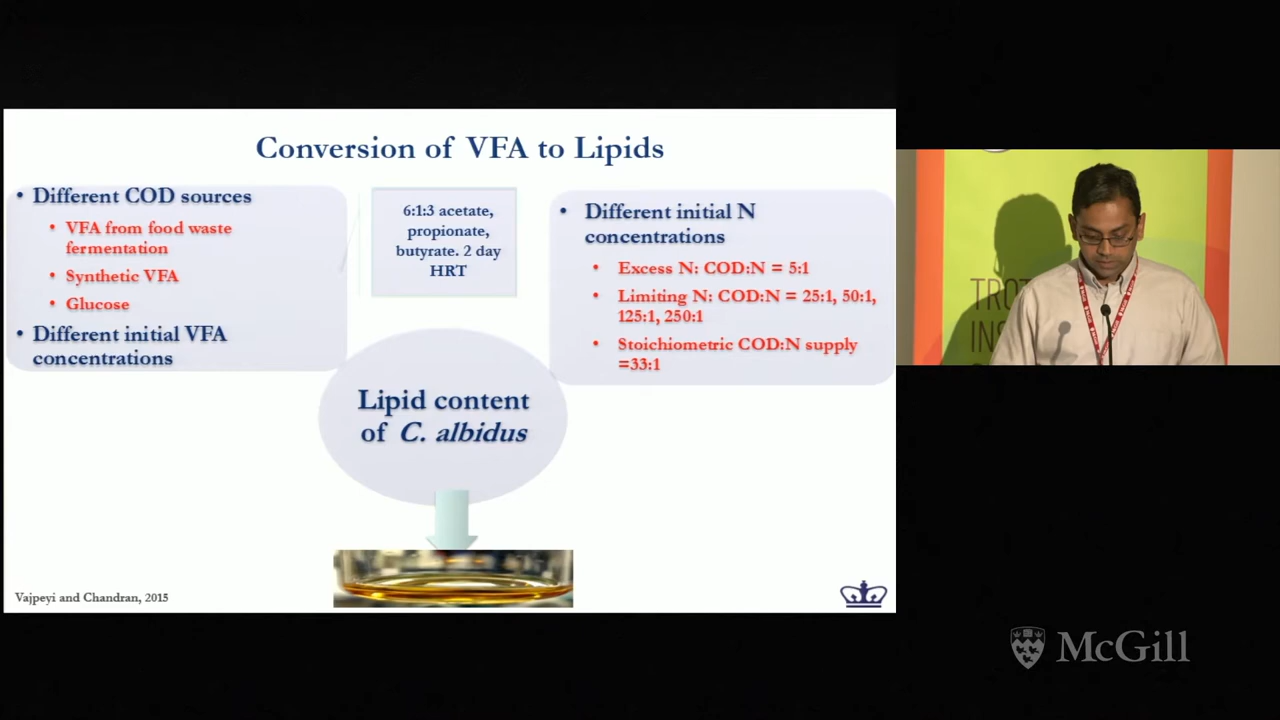 Conversion of VFA to Lipids
• Different COD sources
• VFA from food waste
fermentation
• Synthetic VFA
• Glucose
• Different initial VFA
concentrations
6:1:3 acetate,
propionate,
butyrate. 2 day
HRT
• Different initial N
concentrations
• Excess N: COD:N = 5:1
• Limiting N: COD:N = 25:1, 50:1,
125:1, 250:1
• Stoichiometric COD:N supply
=33:1
Lipid content
of C. albidus
Vajpeyi and Chandran, 2015
McGill